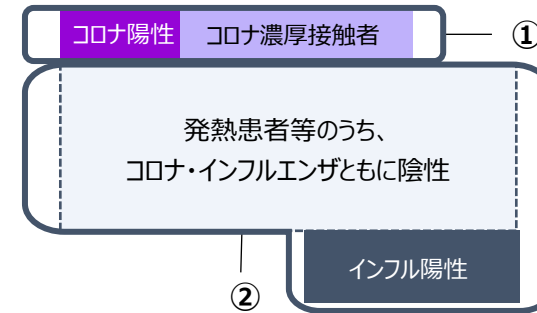 コロナ陽性 コロナ濃厚接触者
①
発熱患者等のうち、
コロナ・インフルエンザともに陰性
インフル陽性
②